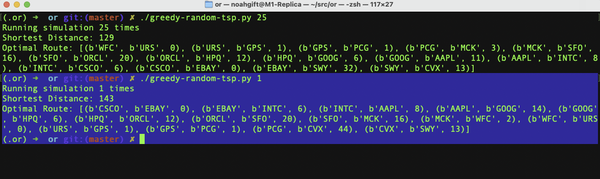 or — noahgift@M1-Replica — ~/src/or — -zsh — 117×27
(.or) → or git:(master) ✗ ./greedy-random-tsp.py 25
Running simulation 25 times
Shortest Distance: 129
Optimal Route: [(b'WFC', b'URS', 0), (b'URS', b'GPS', 1), (b'GPS', b'PCG', 1), (b'PCG', b'MCK', 3), (b'MCK', b'SFO',
16), (b'SFO', b'ORCL', 20), (b'ORCL', b'HPQ', 12), (b'HPQ', b'GOOG', 6), (b'GOOG', b'AAPL', 11), (b'AAPL', b'INTC', 8
), (b'INTC', b'CSCO', 6), (b'CSCO', b'EBAY', 0), (b'EBAY', b'SWY', 32), (b'SWY', b'CVX', 13)]
(.or) → or git:(master) ✗ ./greedy-random-tsp.py 1
Running simulation 1 times
Shortest Distance: 143
Optimal Route: [(b'CSCO', b'EBAY', 0), (b'EBAY', b'INTC', 6), (b'INTC', b'AAPL', 8), (b'AAPL', b'GOOG', 14), (b'GOOG'
, b'HPQ', 6), (b'HPQ', b'ORCL', 12), (b'ORCL', b'SFO', 20), (b'SFO', b'MCK', 16), (b'MCK', b'WFC', 2), (b'WFC', b'URS
', 0), (b'URS', b'GPS', 1), (b'GPS', b'PCG', 1), (b'PCG', b'CVX', 44), (b'CVX', b'SWY', 13)]
(.or) → or git:(master) ✗